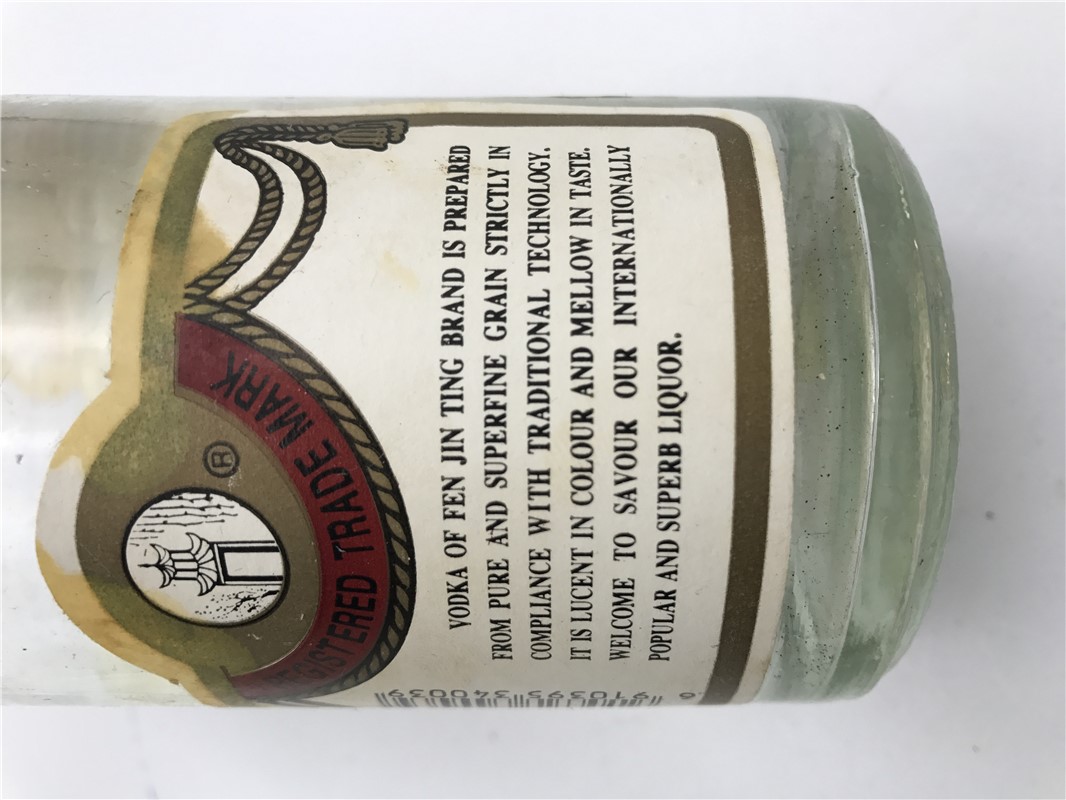 REGISTERED TRADE MARK
®
VODKA OF FEN JIN TING BRAND IS PREPARED
FROM PURE AND SUPERFINE GRAIN STRICTLY IN
COMPLIANCE WITH TRADITIONAL TECHNOLOGY.
IT IS LUCENT IN COLOUR AND MELLOW IN TASTE.
WELCOME TO SAVOUR OUR INTERNATIONALLY
POPULAR AND SUPERB LIQUOR.